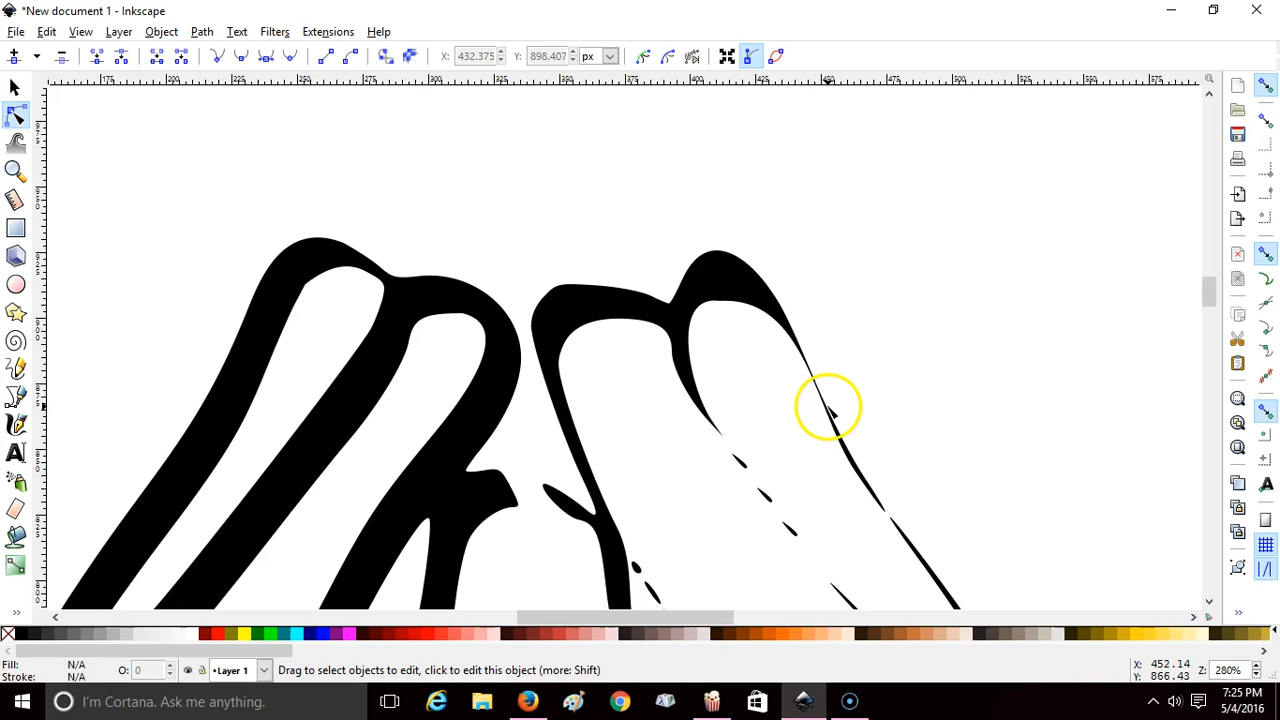 *New document 1 - Inkscape
File Edit View Layer Object Path Text Filters Extensions Help
X: 432.375 Y: 898.407 px
Fill: N/A O: 0 •Layer 1 Drag to select objects to edit, click to edit this object (more: Shift) X: 452.14 Z: 280%
Stroke: N/A Y: 866.43
I'm Cortana. Ask me anything. 7:25 PM
5/4/2016